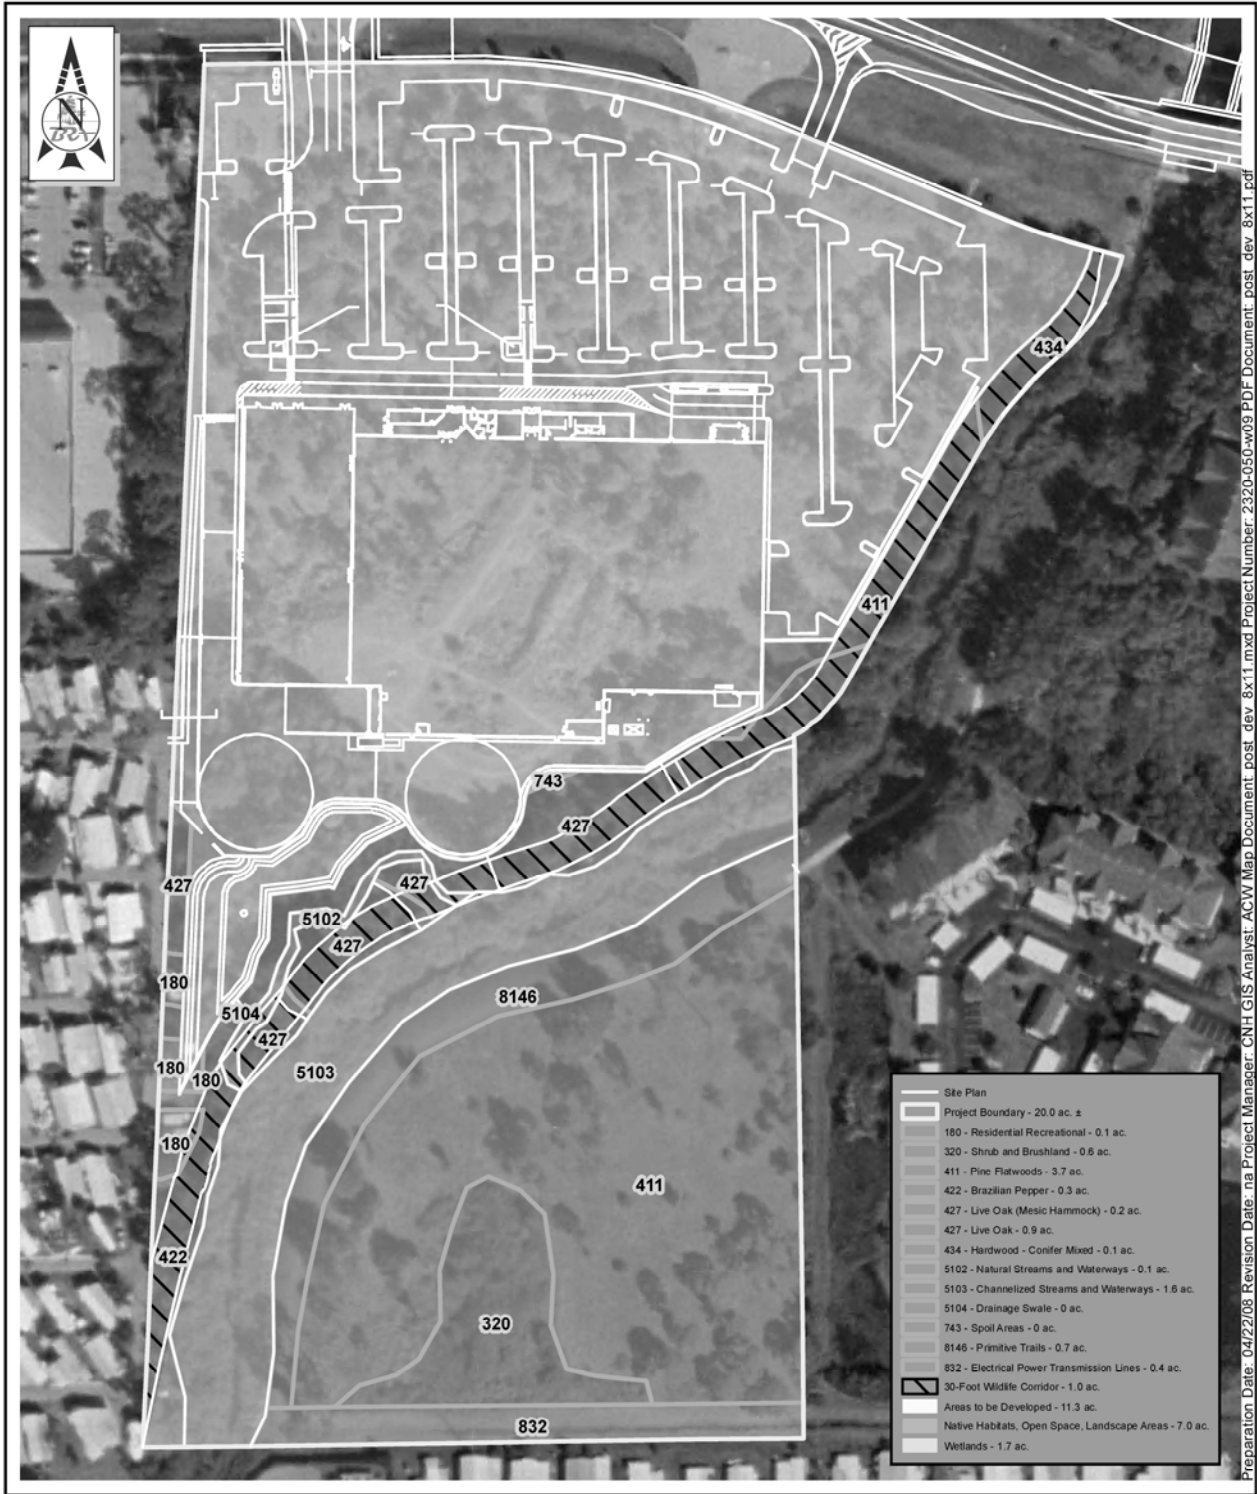 N
BRA
434
411
743
427
427
427
5102
427
180
5104
427
8146
180
180
5103
180
411
422
320
832
Site Plan
Project Boundary - 20.0 ac. ±
180 - Residential Recreational - 0.1 ac.
320 - Shrub and Brushland - 0.6 ac.
411 - Pine Flatwoods - 3.7 ac.
422 - Brazilian Pepper - 0.3 ac.
427 - Live Oak (Mesic Hammock) - 0.2 ac.
427 - Live Oak - 0.9 ac.
434 - Hardwood - Conifer Mixed - 0.1 ac.
5102 - Natural Streams and Waterways - 0.1 ac.
5103 - Channelized Streams and Waterways - 1.6 ac.
5104 - Drainage Swale - 0 ac.
743 - Spoil Areas - 0 ac.
8146 - Primitive Trails - 0.7 ac.
832 - Electrical Power Transmission Lines - 0.4 ac.
30-Foot Wildlife Corridor - 1.0 ac.
Areas to be Developed - 11.3 ac.
Native Habitats, Open Space, Landscape Areas - 7.0 ac.
Wetlands - 1.7 ac.
Preparation Date: 04/22/08 Revision Date: na Project Manager: CNH GIS Analyst: ACW Map Document: post_dev_8x11.mxd Project Number: 2320-050-w09 PDF Document: post_dev_8x11.pdf